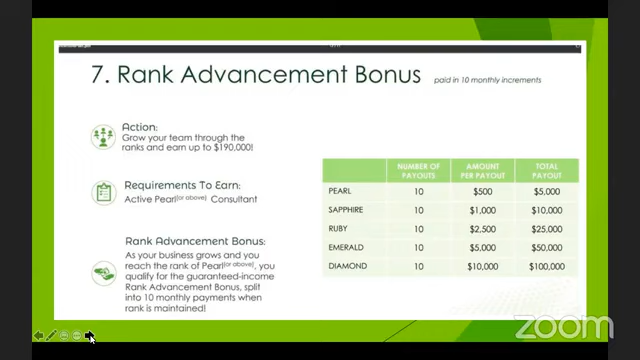 7. Rank Advancement Bonus paid in 10 monthly increments
Action:
Grow your team through the
ranks and earn up to $190,000!
Requirements To Earn:
Active Pearl(or above) Consultant
Rank Advancement Bonus:
As your business grows and you
reach the rank of Pearl(or above), you
qualify for the guaranteed-income
Rank Advancement Bonus, split
into 10 monthly payments when
rank is maintained!
NUMBER OF PAYOUTS AMOUNT PER PAYOUT TOTAL PAYOUT
PEARL 10 $500 $5,000
SAPPHIRE 10 $1,000 $10,000
RUBY 10 $2,500 $25,000
EMERALD 10 $5,000 $50,000
DIAMOND 10 $10,000 $100,000
zoom